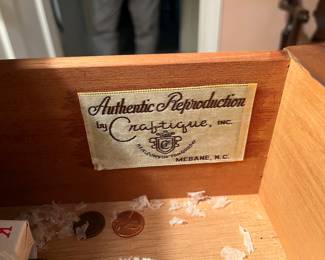 Authentic Reproduction
by Craftique, INC.
MEBANE, N.C.
K